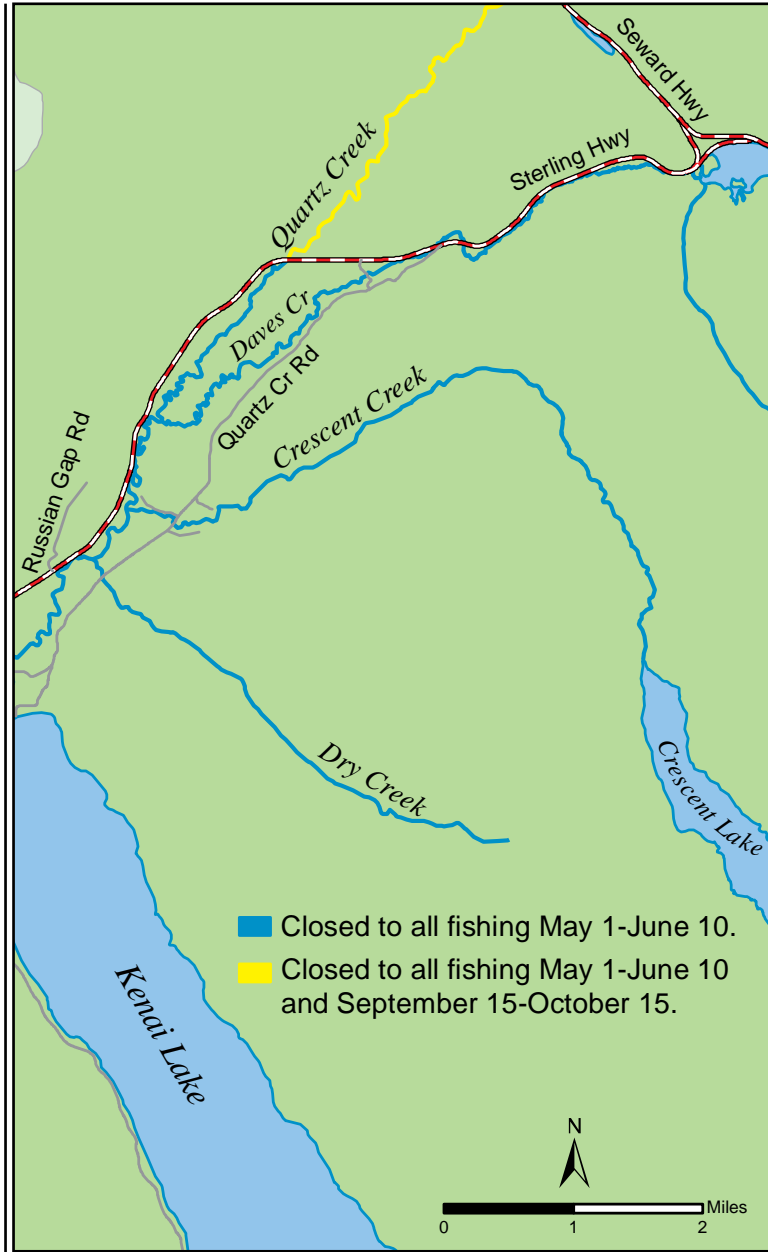 Seward Hwy
Quartz Creek
Sterling Hwy
Daves Cr
Quartz Cr Rd
Crescent Creek
Russian Gap Rd
Dry Creek
Crescent Lake
Closed to all fishing May 1-June 10.
Closed to all fishing May 1-June 10
and September 15-October 15.
Kenai Lake
N
Miles
0 1 2